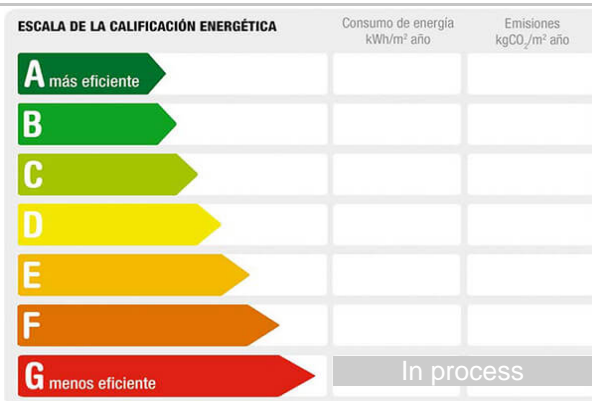 ESCALA DE LA CALIFICACIÓN ENERGÉTICA
Consumo de energía
kWh/m² año
Emisiones
kgCO₂/m² año
A más eficiente
B
C
D
E
F
G menos eficiente
In process